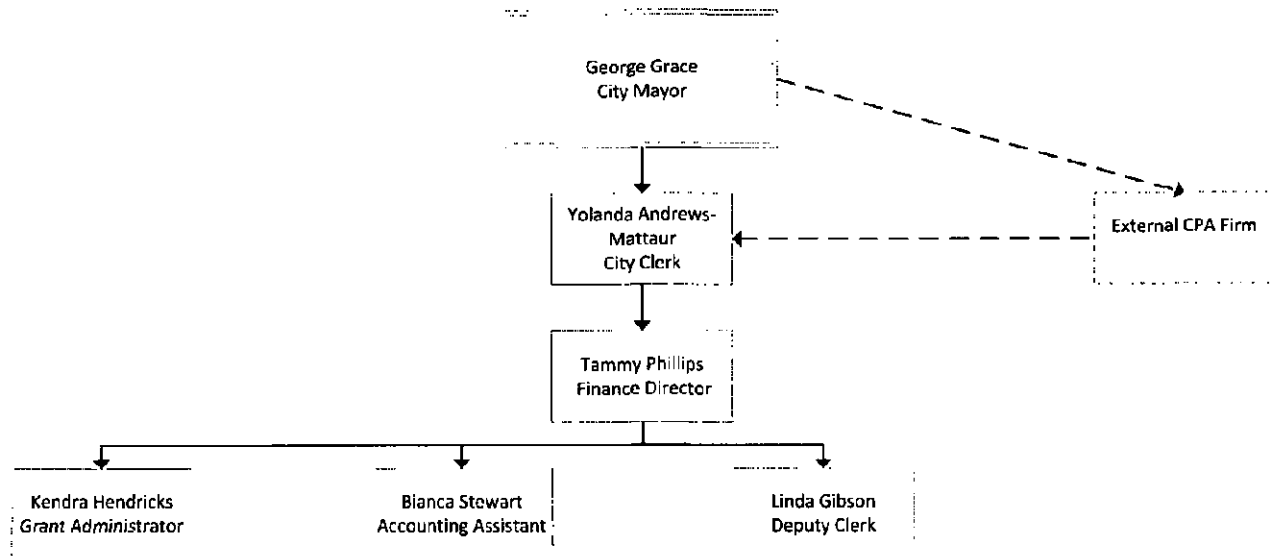 George Grace
City Mayor
Yolanda Andrews-
Mattaur
City Clerk
External CPA Firm
Tammy Phillips
Finance Director
Kendra Hendricks
Grant Administrator
Bianca Stewart
Accounting Assistant
Linda Gibson
Deputy Clerk